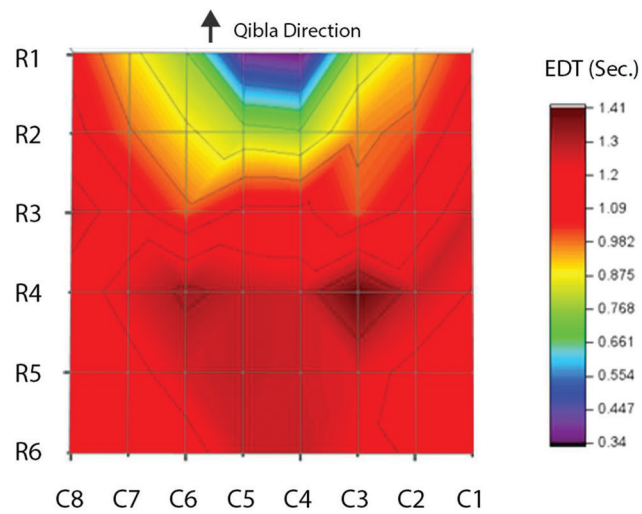 Qibla Direction
EDT (Sec.)
R1
R2
R3
R4
R5
R6
C8 C7 C6 C5 C4 C3 C2 C1
1.41
1.3
1.2
1.09
0.982
0.875
0.768
0.661
0.554
0.447
0.34